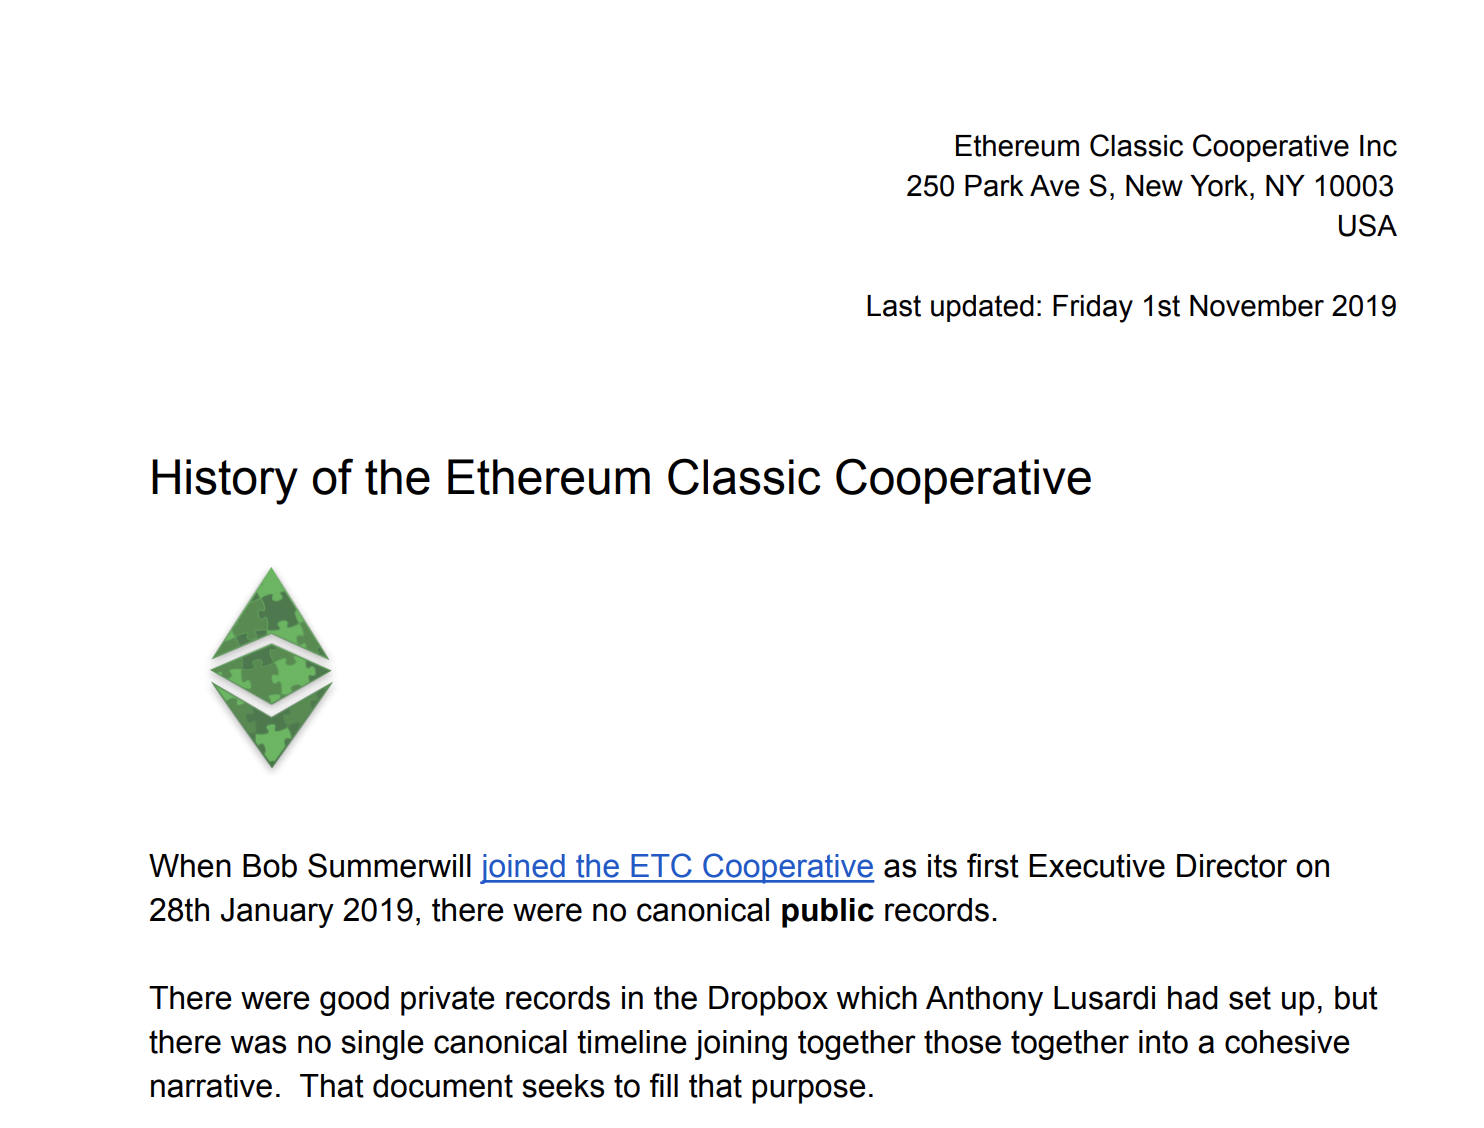 Ethereum Classic Cooperative Inc
250 Park Ave S, New York, NY 10003
USA
Last updated: Friday 1st November 2019
History of the Ethereum Classic Cooperative
When Bob Summerwill joined the ETC Cooperative as its first Executive Director on
28th January 2019, there were no canonical public records.
There were good private records in the Dropbox which Anthony Lusardi had set up, but
there was no single canonical timeline joining together those together into a cohesive
narrative.  That document seeks to fill that purpose.